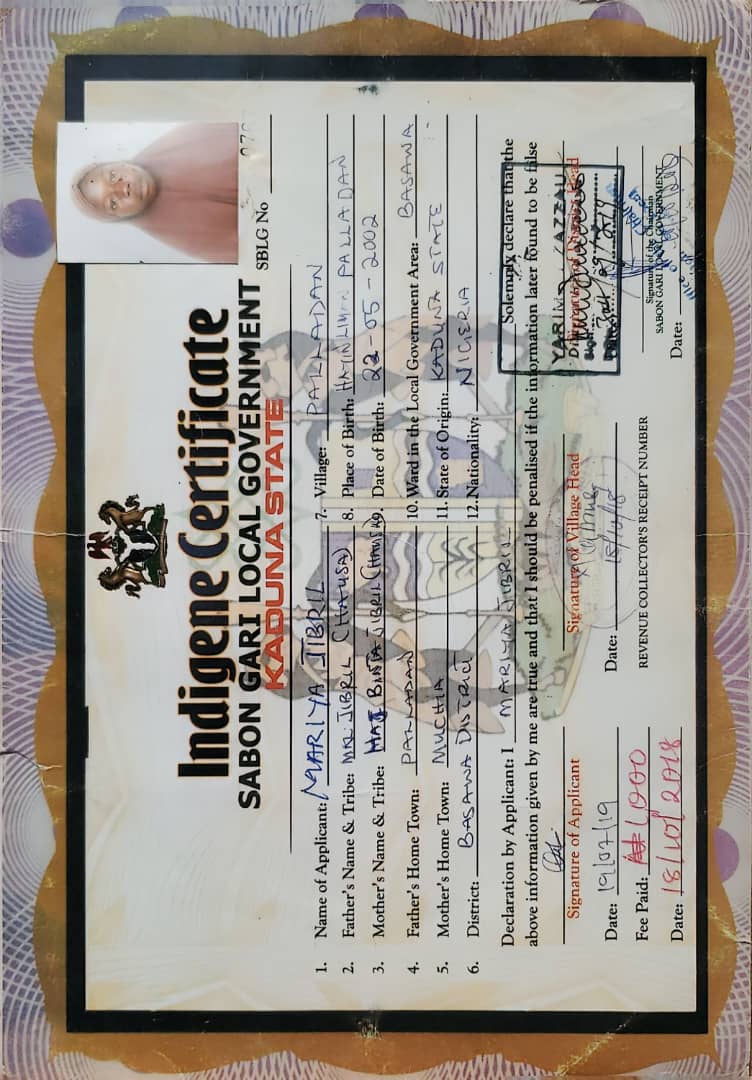 Indigene Certificate
SABON GARI LOCAL GOVERNMENT
KADUNA STATE
SBLG No
1. Name of Applicant: MARIYA JIBRIL
2. Father's Name & Tribe: MR JIBRIL (HAUSA)
3. Mother's Name & Tribe: BINTA JIBRIL (HAUSA)
4. Father's Home Town: PALLADAN
5. Mother's Home Town: MUCHIA
6. District: BASAWA DISTRICT
7. Village: PALLADAN
8. Place of Birth: PALLADAN
9. Date of Birth: 22-05-2002
10. Ward in the Local Government Area: BASAWA
11. State of Origin: KADUNA STATE
12. Nationality: NIGERIA
Declaration by Applicant: I MARIYA JIBRIL Solemnly declare that the
above information given by me are true and that I should be penalised if the information later found to be false
Signature of Applicant
Date: 19/07/19
Signature of Village Head
Date:
Signature of District Head
Fee Paid: ₦1,000
Date: 18/10/2018
REVENUE COLLECTOR'S RECEIPT NUMBER
Signature of the Chairman
SABON GARI LOCAL GOVERNMENT
Date: